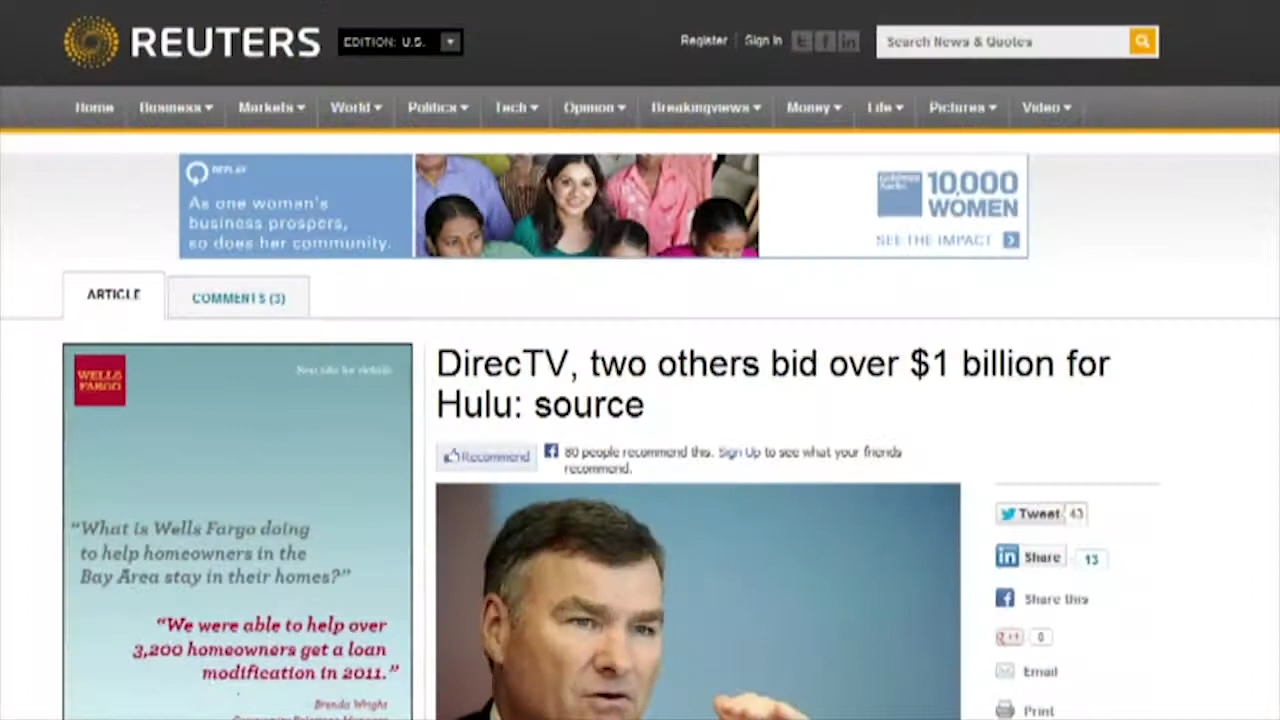 REUTERS
EDITION: U.S.
Register
Sign In
Search News & Quotes
Home
Business
Markets
World
Politics
Tech
Opinion
Breakingviews
Money
Life
Pictures
Video
REPLAY
As one woman's
business prospers,
so does her community.
Goldman
Sachs
10,000
WOMEN
SEE THE IMPACT
ARTICLE
COMMENTS (3)
WELLS
FARGO
“What is Wells Fargo doing
to help homeowners in the
Bay Area stay in their homes?”
“We were able to help over
3,200 homeowners get a loan
modification in 2011.”
Brenda Wright
DirecTV, two others bid over $1 billion for
Hulu: source
Recommend
80 people recommend this. Sign Up to see what your friends
recommend.
Tweet 43
in Share 13
Share this
+1 0
Email
Print